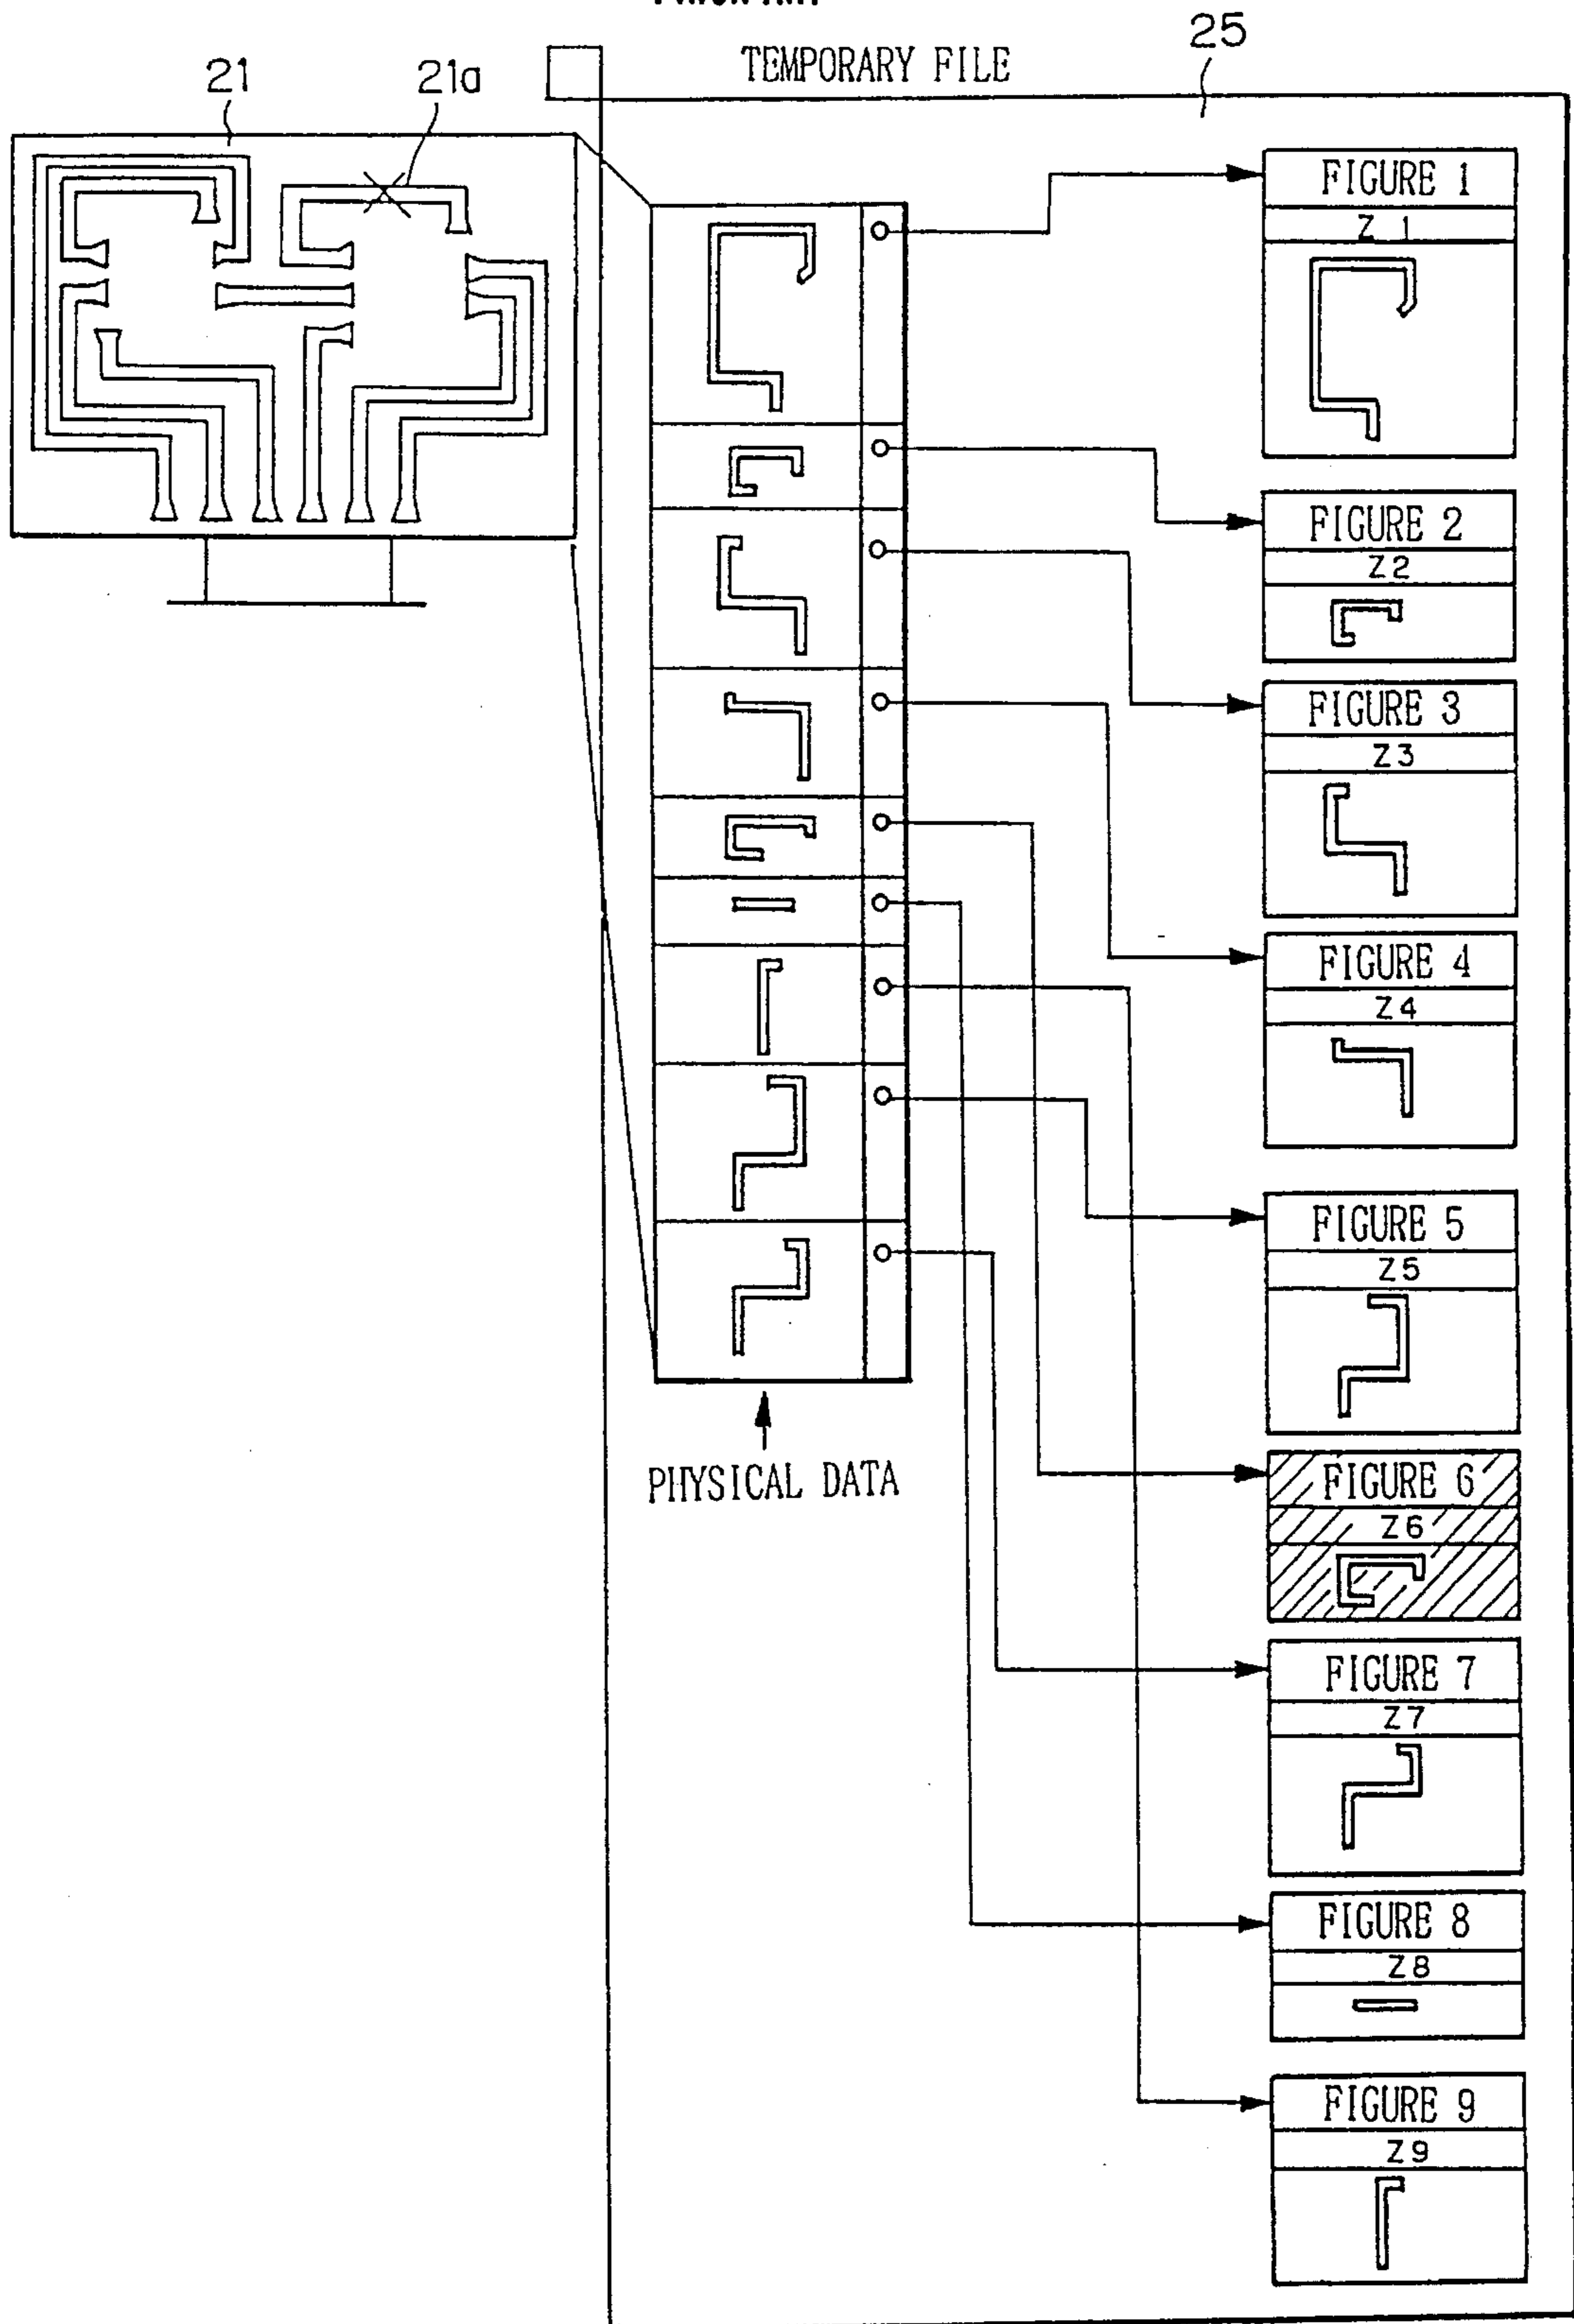 25
TEMPORARY FILE
21
21a
FIGURE 1
Z1
FIGURE 2
Z2
FIGURE 3
Z3
FIGURE 4
Z4
FIGURE 5
Z5
PHYSICAL DATA
FIGURE 6
Z6
FIGURE 7
Z7
FIGURE 8
Z8
FIGURE 9
Z9